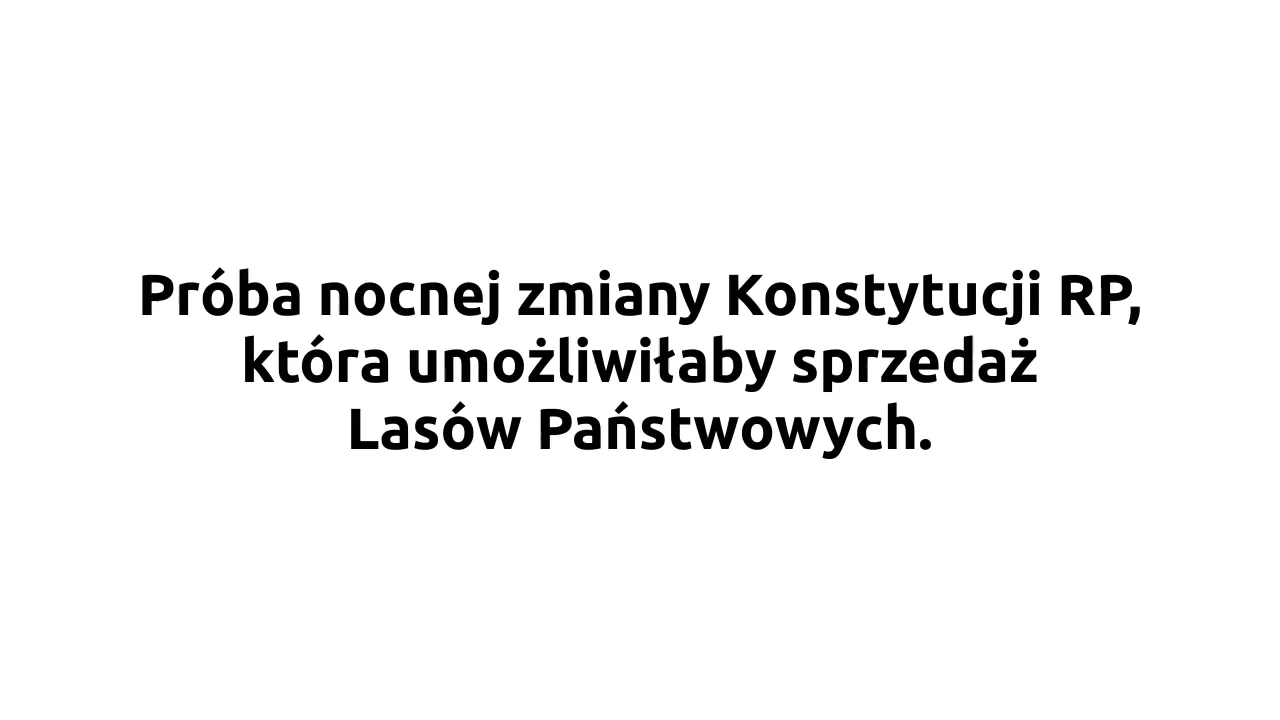 Próba nocnej zmiany Konstytucji RP,
która umożliwiłaby sprzedaż
Lasów Państwowych.